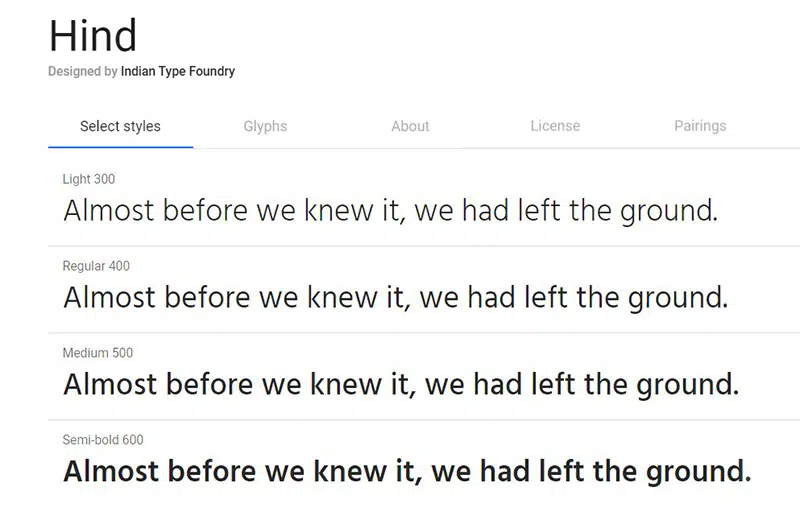 Hind
Designed by Indian Type Foundry
Select styles Glyphs About License Pairings
Light 300
Almost before we knew it, we had left the ground.
Regular 400
Almost before we knew it, we had left the ground.
Medium 500
Almost before we knew it, we had left the ground.
Semi-bold 600
Almost before we knew it, we had left the ground.